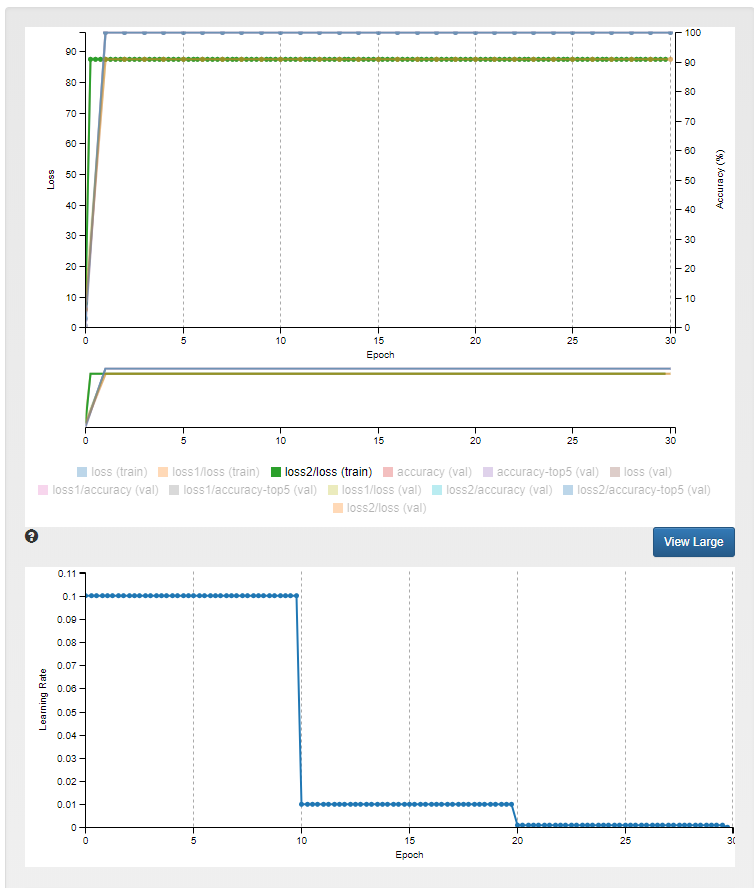 100
90
90
80
80
70
70
60
60
50
50
40
40
30
30
20
20
10
10
0
0
Loss
Accuracy (%)
0 5 10 15 20 25 30
Epoch
0 5 10 15 20 25 30
loss (train) loss1/loss (train) loss2/loss (train) accuracy (val) accuracy-top5 (val) loss (val)
loss1/accuracy (val) loss1/accuracy-top5 (val) loss1/loss (val) loss2/accuracy (val) loss2/accuracy-top5 (val)
loss2/loss (val)
?
View Large
0.11
0.1
0.09
0.08
0.07
0.06
0.05
0.04
0.03
0.02
0.01
0
Learning Rate
0 5 10 15 20 25 30
Epoch